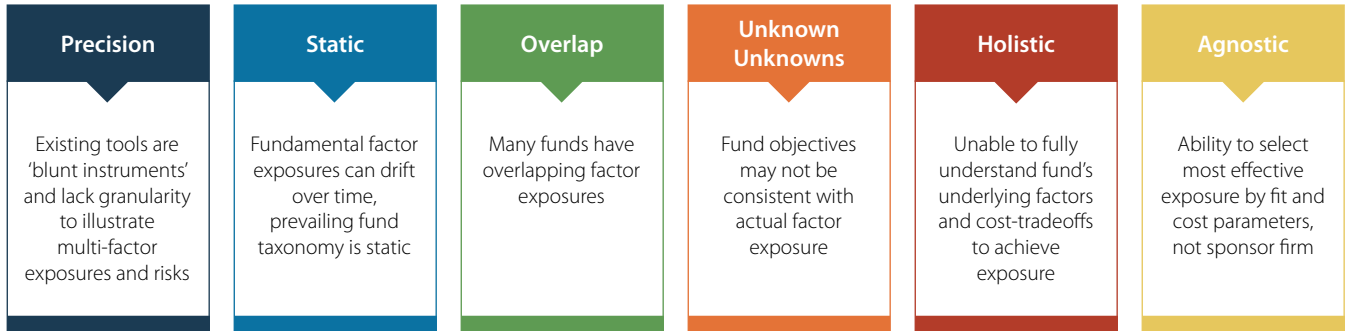 Precision
Existing tools are
‘blunt instruments’
and lack granularity
to illustrate
multi-factor
exposures and risks
Static
Fundamental factor
exposures can drift
over time,
prevailing fund
taxonomy is static
Overlap
Many funds have
overlapping factor
exposures
Unknown
Unknowns
Fund objectives
may not be
consistent with
actual factor
exposure
Holistic
Unable to fully
understand fund’s
underlying factors
and cost-tradeoffs
to achieve
exposure
Agnostic
Ability to select
most effective
exposure by fit and
cost parameters,
not sponsor firm